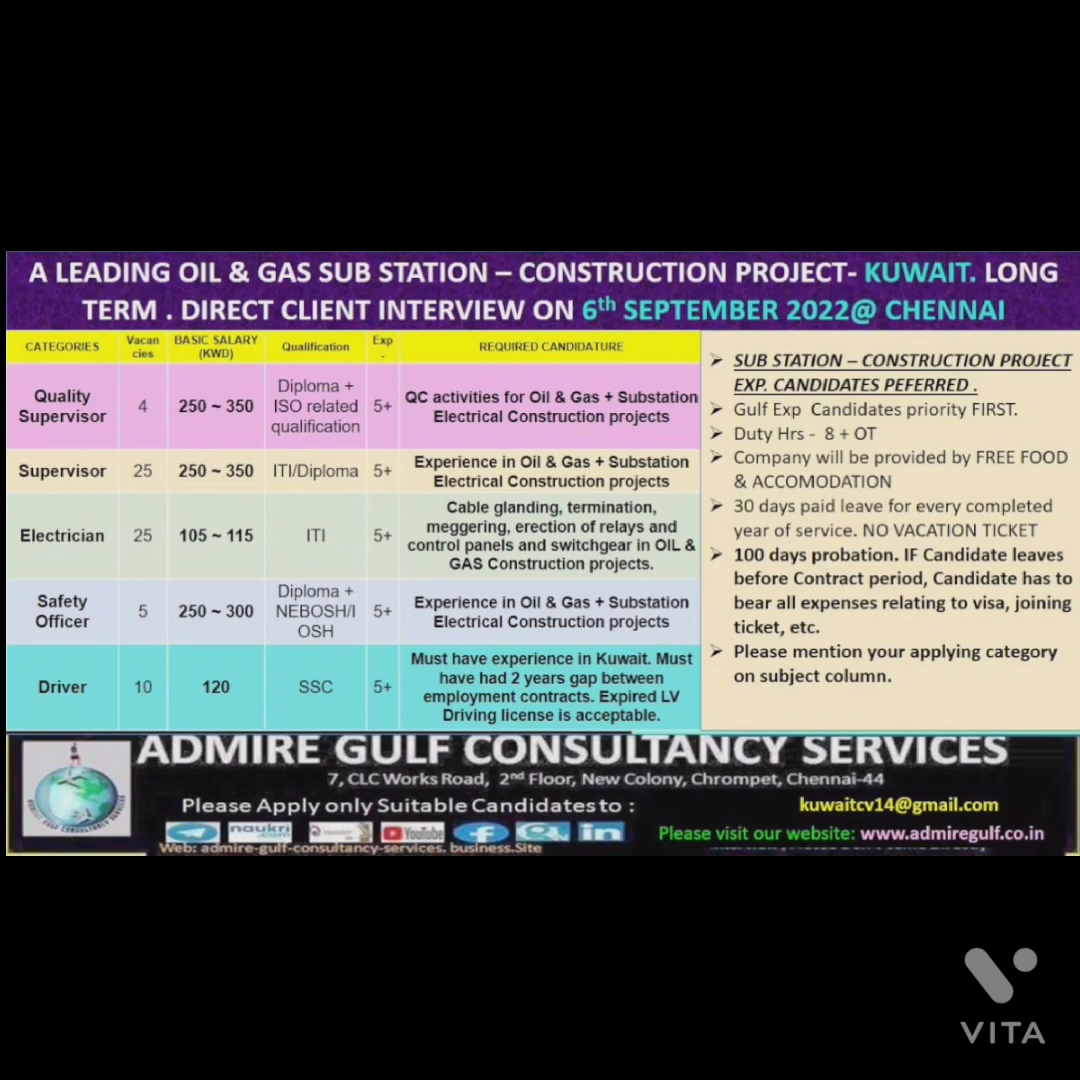 A LEADING OIL & GAS SUB STATION – CONSTRUCTION PROJECT- KUWAIT. LONG
TERM . DIRECT CLIENT INTERVIEW ON 6th SEPTEMBER 2022@ CHENNAI
CATEGORIES
Vacan
cies
BASIC SALARY
(KWD)
Qualification
Exp
.
REQUIRED CANDIDATURE
Quality
Supervisor
4
250 ~ 350
Diploma +
ISO related
qualification
5+
QC activities for Oil & Gas + Substation
Electrical Construction projects
Supervisor
25
250 ~ 350
ITI/Diploma
5+
Experience in Oil & Gas + Substation
Electrical Construction projects
Electrician
25
105 ~ 115
ITI
5+
Cable glanding, termination,
meggering, erection of relays and
control panels and switchgear in OIL &
GAS Construction projects.
Safety
Officer
5
250 ~ 300
Diploma +
NEBOSH/I
OSH
5+
Experience in Oil & Gas + Substation
Electrical Construction projects
Driver
10
120
SSC
5+
Must have experience in Kuwait. Must
have had 2 years gap between
employment contracts. Expired LV
Driving license is acceptable.
➢ SUB STATION – CONSTRUCTION PROJECT
EXP. CANDIDATES PEFERRED .
➢ Gulf Exp Candidates priority FIRST.
➢ Duty Hrs - 8 + OT
➢ Company will be provided by FREE FOOD
& ACCOMODATION
➢ 30 days paid leave for every completed
year of service. NO VACATION TICKET
➢ 100 days probation. IF Candidate leaves
before Contract period, Candidate has to
bear all expenses relating to visa, joining
ticket, etc.
➢ Please mention your applying category
on subject column.
ADMIRE GULF CONSULTANCY SERVICES
7, CLC Works Road, 2nd Floor, New Colony, Chrompet, Chennai-44
Please Apply only Suitable Candidates to :
kuwaitcv14@gmail.com
naukri
.com
YouTube
in
Please visit our website: www.admiregulf.co.in
Web: admire-gulf-consultancy-services. business.Site
VITA